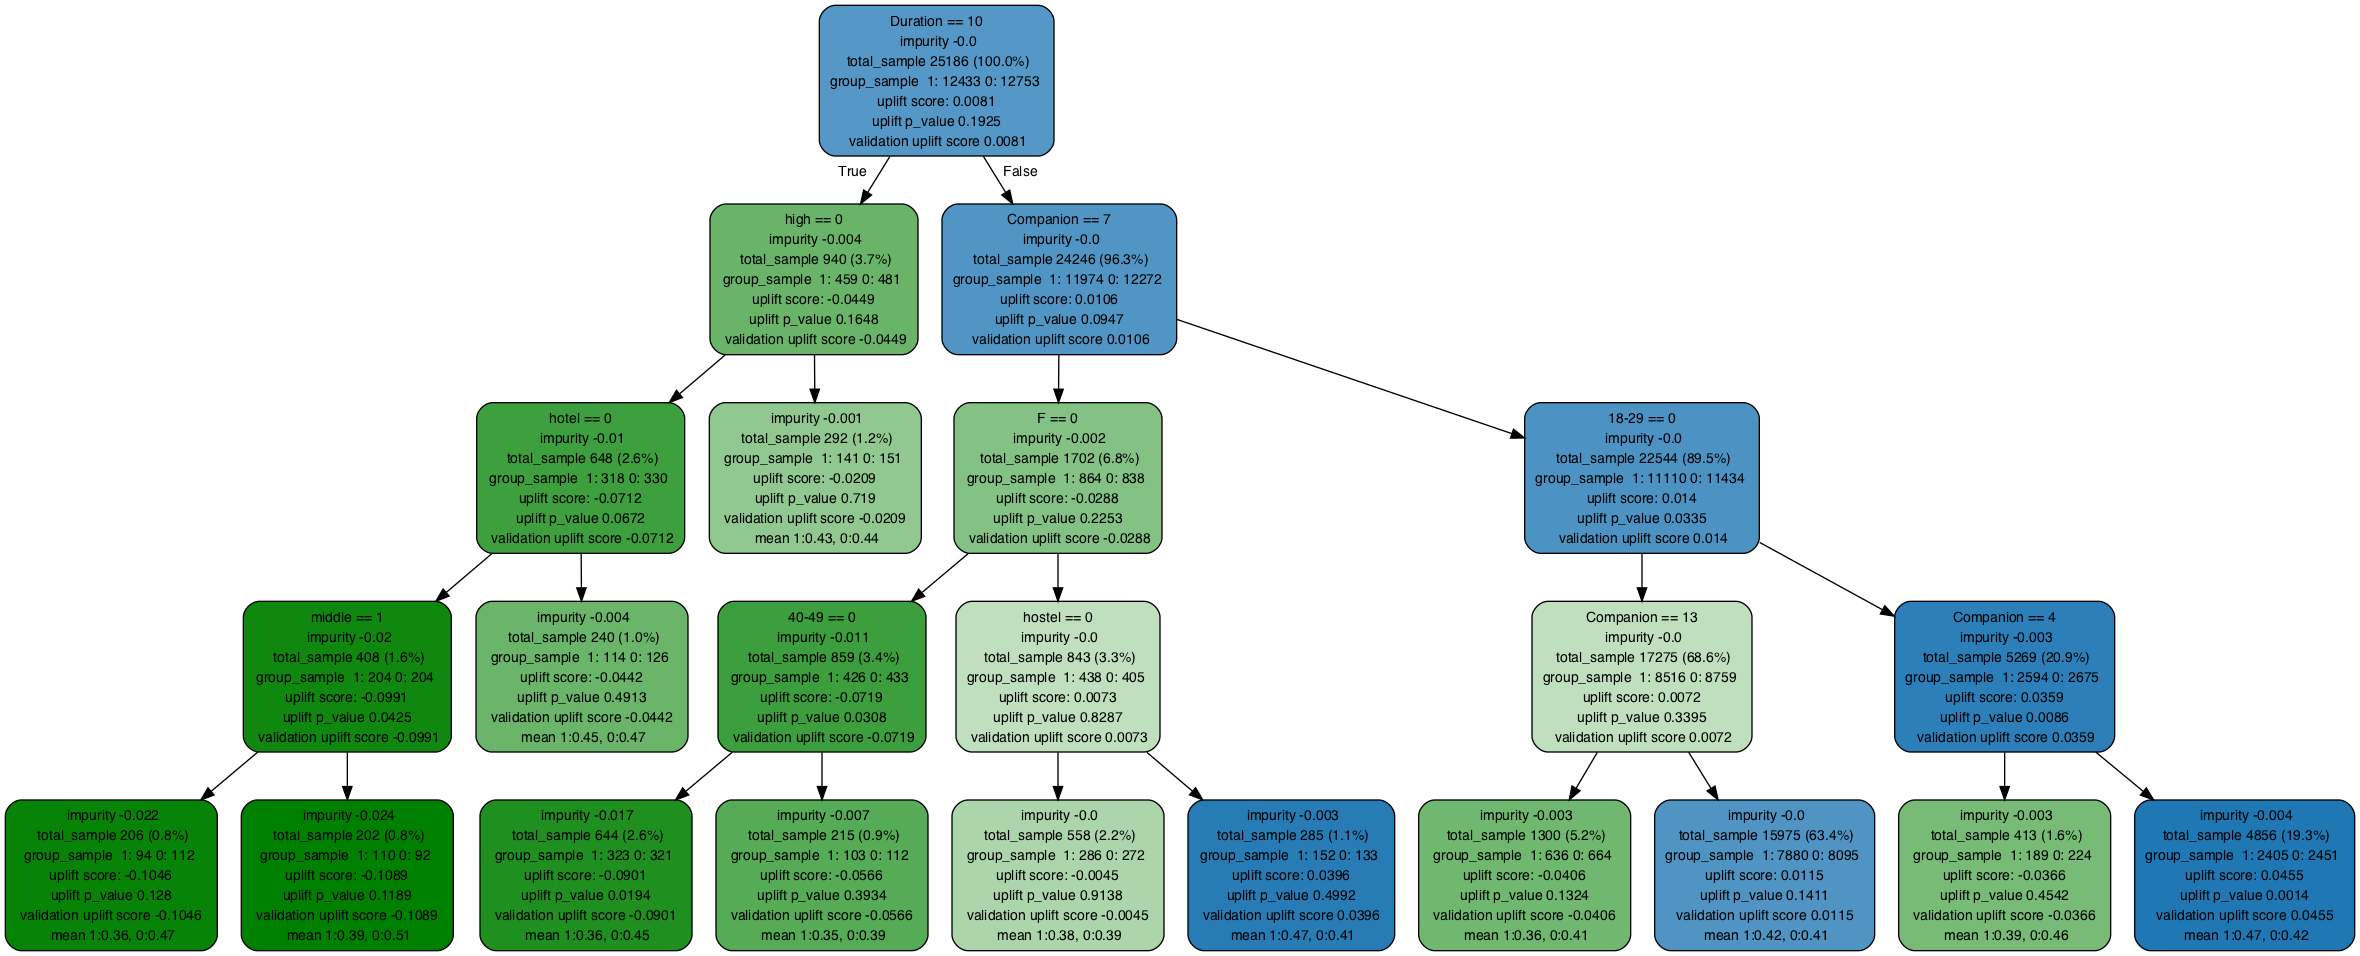 Duration == 10
impurity -0.0
total_sample 25186 (100.0%)
group_sample 1: 12433 0: 12753
uplift score: 0.0081
uplift p_value 0.1925
validation uplift score 0.0081
True
False
high == 0
impurity -0.004
total_sample 940 (3.7%)
group_sample 1: 459 0: 481
uplift score: -0.0449
uplift p_value 0.1648
validation uplift score -0.0449
Companion == 7
impurity -0.0
total_sample 24246 (96.3%)
group_sample 1: 11974 0: 12272
uplift score: 0.0106
uplift p_value 0.0947
validation uplift score 0.0106
hotel == 0
impurity -0.01
total_sample 648 (2.6%)
group_sample 1: 318 0: 330
uplift score: -0.0712
uplift p_value 0.0672
validation uplift score -0.0712
impurity -0.001
total_sample 292 (1.2%)
group_sample 1: 141 0: 151
uplift score: -0.0209
uplift p_value 0.719
validation uplift score -0.0209
mean 1:0.43, 0:0.44
F == 0
impurity -0.002
total_sample 1702 (6.8%)
group_sample 1: 864 0: 838
uplift score: -0.0288
uplift p_value 0.2253
validation uplift score -0.0288
18-29 == 0
impurity -0.0
total_sample 22544 (89.5%)
group_sample 1: 11110 0: 11434
uplift score: 0.014
uplift p_value 0.0335
validation uplift score 0.014
middle == 1
impurity -0.02
total_sample 408 (1.6%)
group_sample 1: 204 0: 204
uplift score: -0.0991
uplift p_value 0.0425
validation uplift score -0.0991
impurity -0.004
total_sample 240 (1.0%)
group_sample 1: 114 0: 126
uplift score: -0.0442
uplift p_value 0.4913
validation uplift score -0.0442
mean 1:0.45, 0:0.47
40-49 == 0
impurity -0.011
total_sample 859 (3.4%)
group_sample 1: 426 0: 433
uplift score: -0.0719
uplift p_value 0.0308
validation uplift score -0.0719
hostel == 0
impurity -0.0
total_sample 843 (3.3%)
group_sample 1: 438 0: 405
uplift score: 0.0073
uplift p_value 0.8287
validation uplift score 0.0073
Companion == 13
impurity -0.0
total_sample 17275 (68.6%)
group_sample 1: 8516 0: 8759
uplift score: 0.0072
uplift p_value 0.3395
validation uplift score 0.0072
Companion == 4
impurity -0.003
total_sample 5269 (20.9%)
group_sample 1: 2594 0: 2675
uplift score: 0.0359
uplift p_value 0.0086
validation uplift score 0.0359
impurity -0.022
total_sample 206 (0.8%)
group_sample 1: 94 0: 112
uplift score: -0.1046
uplift p_value 0.128
validation uplift score -0.1046
mean 1:0.36, 0:0.47
impurity -0.024
total_sample 202 (0.8%)
group_sample 1: 110 0: 92
uplift score: -0.1089
uplift p_value 0.1189
validation uplift score -0.1089
mean 1:0.39, 0:0.51
impurity -0.017
total_sample 644 (2.6%)
group_sample 1: 323 0: 321
uplift score: -0.0901
uplift p_value 0.0194
validation uplift score -0.0901
mean 1:0.36, 0:0.45
impurity -0.007
total_sample 215 (0.9%)
group_sample 1: 103 0: 112
uplift score: -0.0566
uplift p_value 0.3934
validation uplift score -0.0566
mean 1:0.35, 0:0.39
impurity -0.0
total_sample 558 (2.2%)
group_sample 1: 286 0: 272
uplift score: -0.0045
uplift p_value 0.9138
validation uplift score -0.0045
mean 1:0.38, 0:0.39
impurity -0.003
total_sample 285 (1.1%)
group_sample 1: 152 0: 133
uplift score: 0.0396
uplift p_value 0.4992
validation uplift score 0.0396
mean 1:0.47, 0:0.41
impurity -0.003
total_sample 1300 (5.2%)
group_sample 1: 636 0: 664
uplift score: -0.0406
uplift p_value 0.1324
validation uplift score -0.0406
mean 1:0.36, 0:0.41
impurity -0.0
total_sample 15975 (63.4%)
group_sample 1: 7880 0: 8095
uplift score: 0.0115
uplift p_value 0.1411
validation uplift score 0.0115
mean 1:0.42, 0:0.41
impurity -0.003
total_sample 413 (1.6%)
group_sample 1: 189 0: 224
uplift score: -0.0366
uplift p_value 0.4542
validation uplift score -0.0366
mean 1:0.39, 0:0.46
impurity -0.004
total_sample 4856 (19.3%)
group_sample 1: 2405 0: 2451
uplift score: 0.0455
uplift p_value 0.0014
validation uplift score 0.0455
mean 1:0.47, 0:0.42